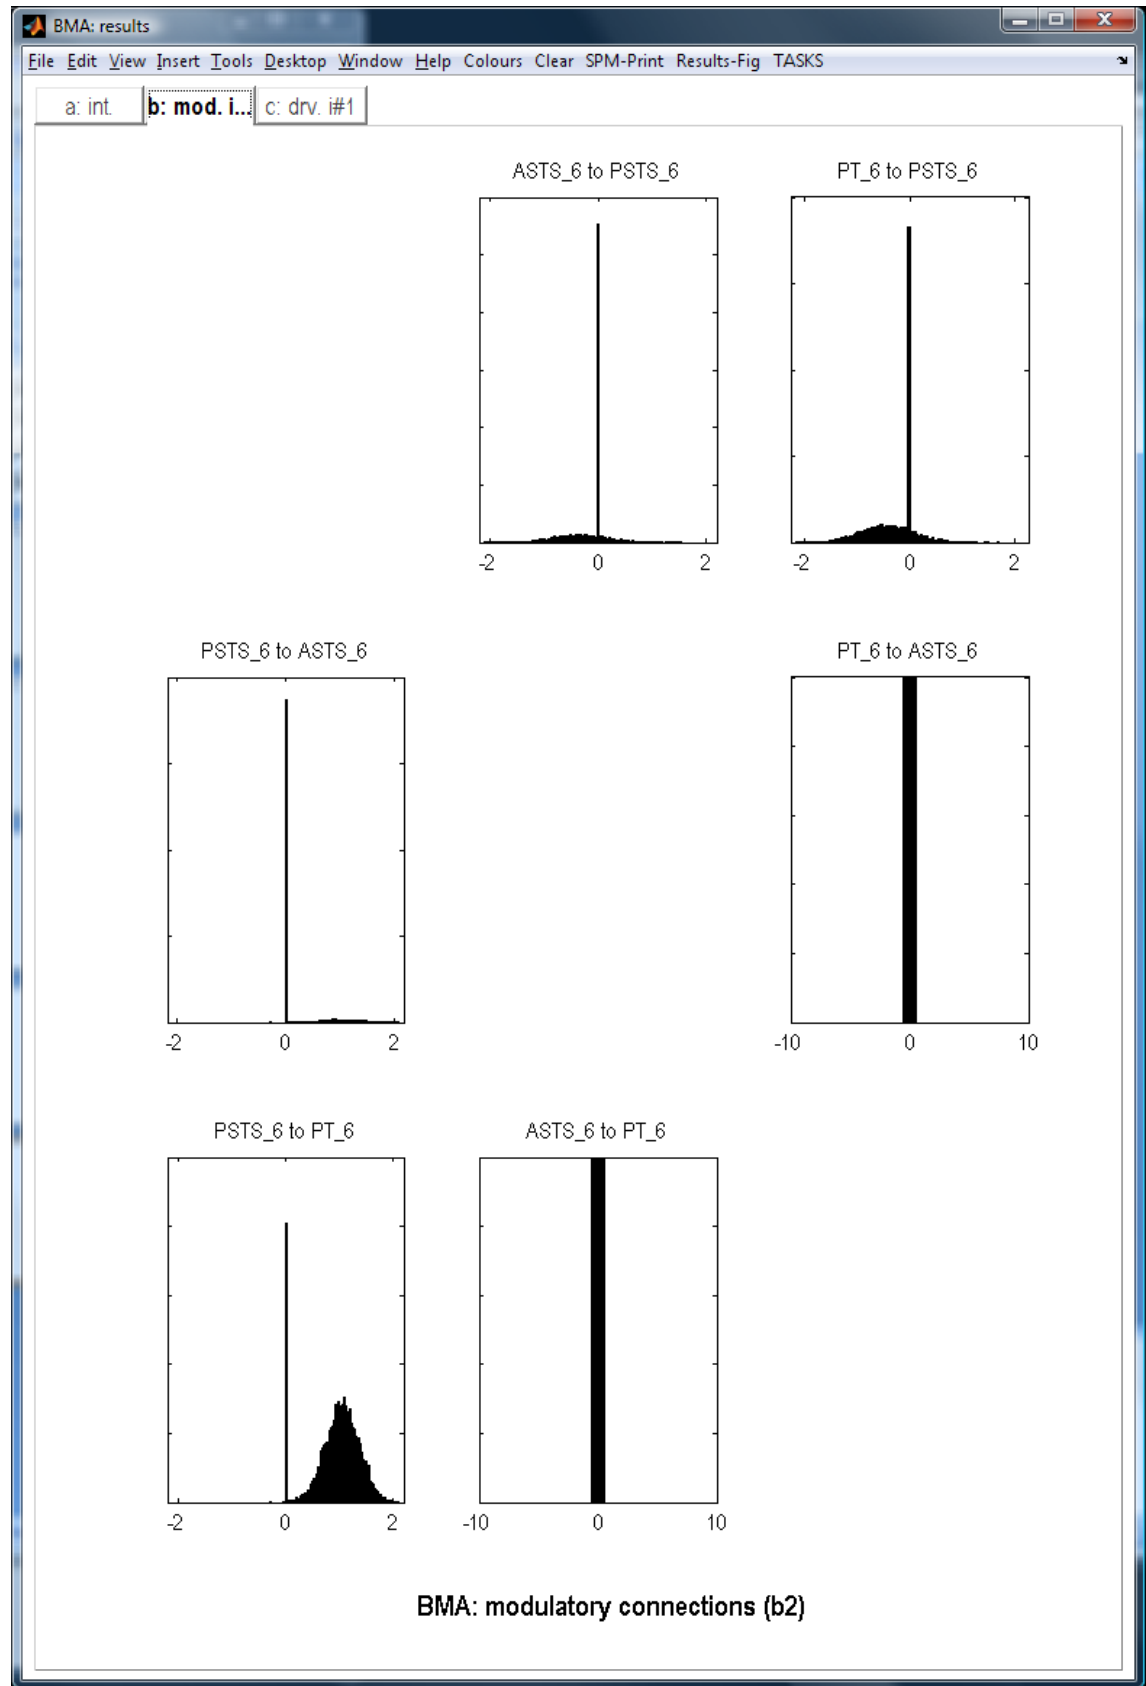 BMA: results
File Edit View Insert Tools Desktop Window Help Colours Clear SPM-Print Results-Fig TASKS
a: int. b: mod. i... c: drv. i#1
ASTS_6 to PSTS_6 PT_6 to PSTS_6
-2 0 2 -2 0 2
PSTS_6 to ASTS_6 PT_6 to ASTS_6
-2 0 2 -10 0 10
PSTS_6 to PT_6 ASTS_6 to PT_6
-2 0 2 -10 0 10
BMA: modulatory connections (b2)